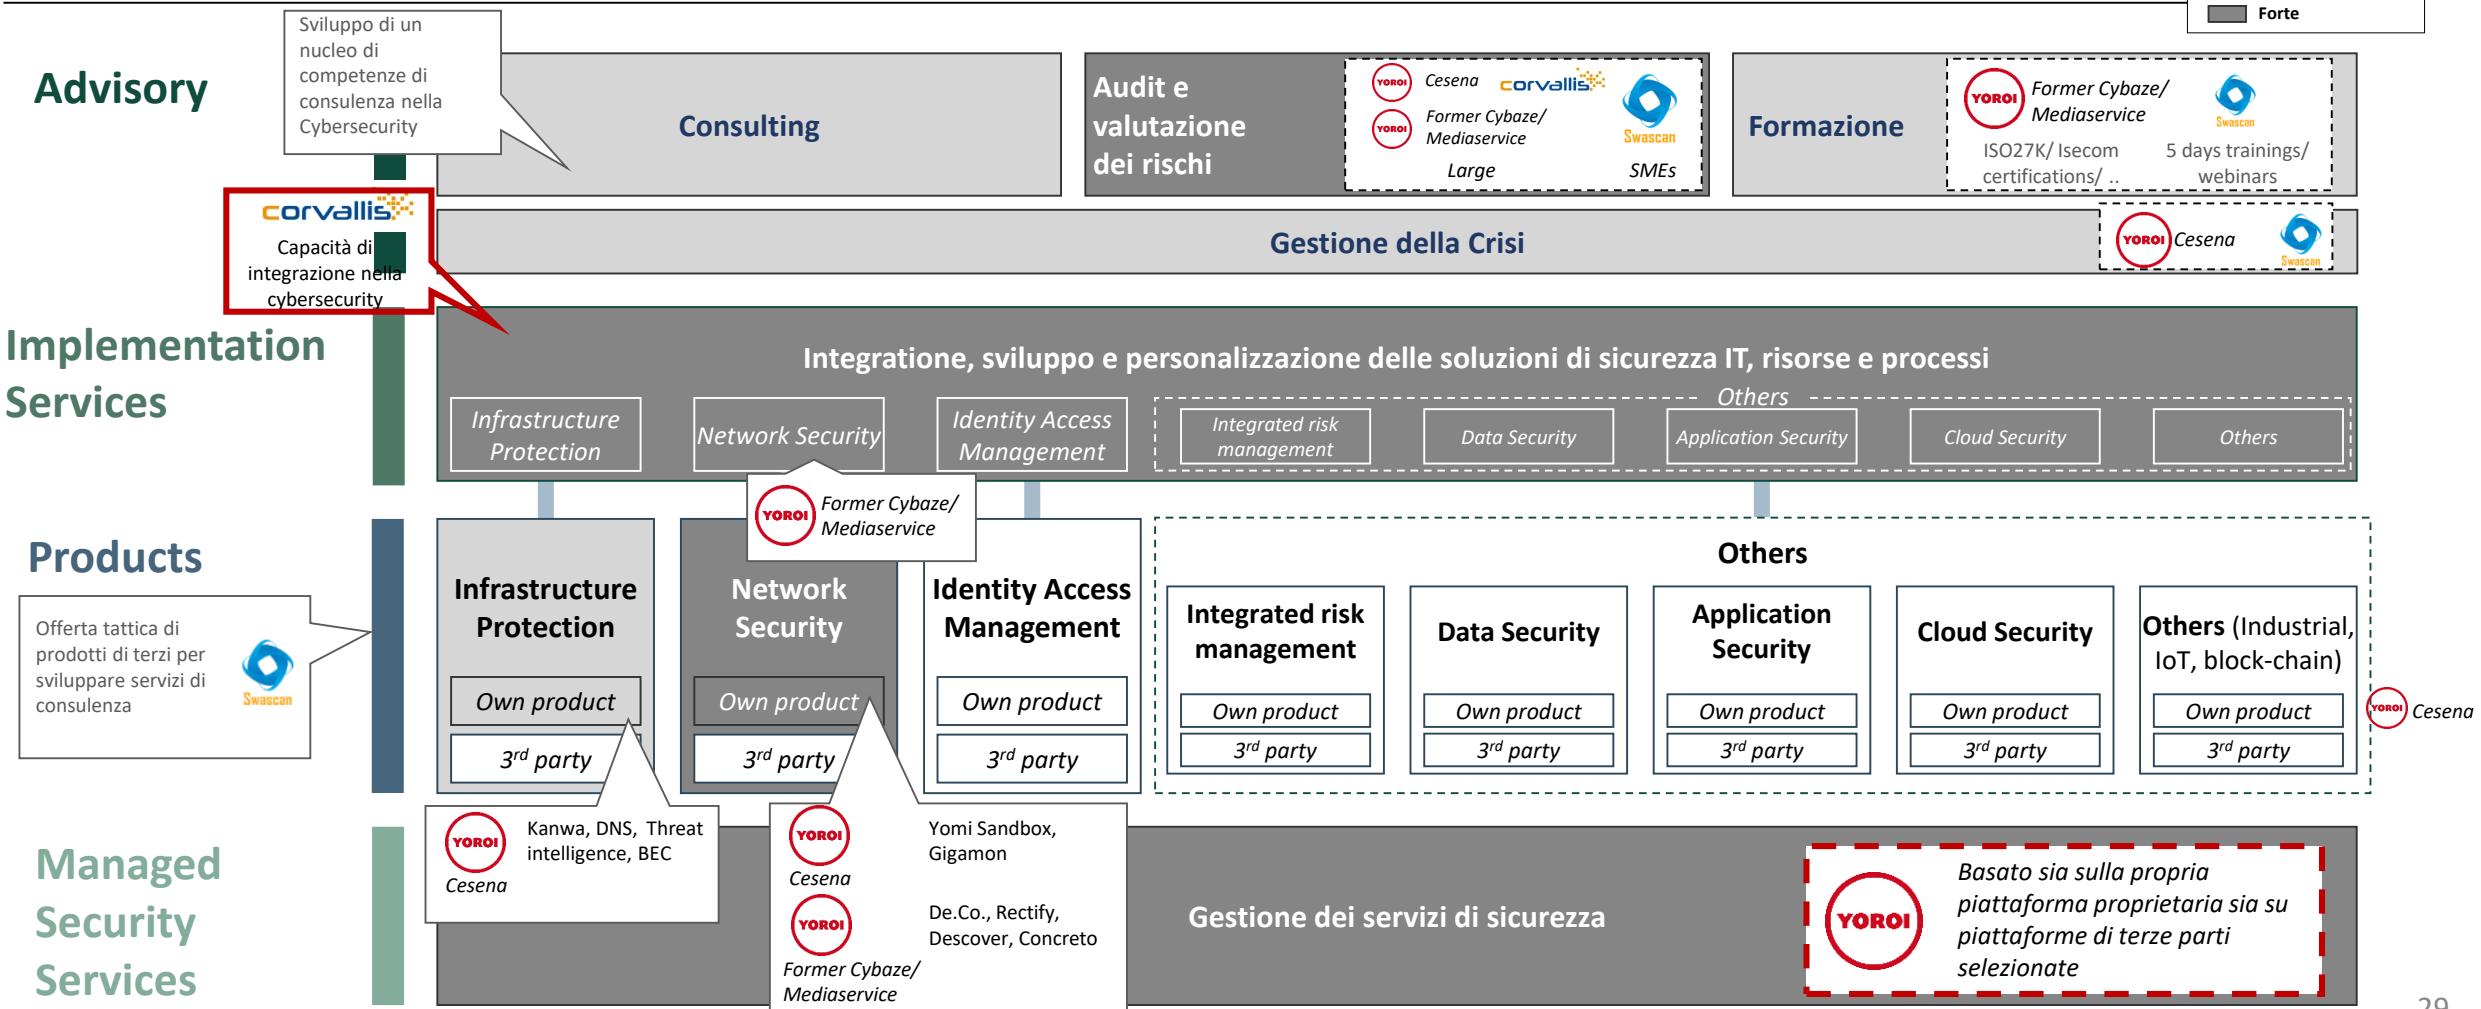 Forte
Sviluppo di un
nucleo di
competenze di
consulenza nella
Cybersecurity
Advisory
Consulting
Audit e
valutazione
dei rischi
YOROI
Cesena
corvallis
YOROI
Former Cybaze/
Mediaservice
Swascan
Large
SMEs
Formazione
YOROI
Former Cybaze/
Mediaservice
Swascan
ISO27K/ Isecom
certifications/ ..
5 days trainings/
webinars
corvallis
Capacità di
integrazione nella
cybersecurity
Gestione della Crisi
YOROI
Cesena
Swascan
Implementation
Services
Integratione, sviluppo e personalizzazione delle soluzioni di sicurezza IT, risorse e processi
Infrastructure
Protection
Network Security
Identity Access
Management
Others
Integrated risk
management
Data Security
Application Security
Cloud Security
Others
YOROI
Former Cybaze/
Mediaservice
Products
Offerta tattica di
prodotti di terzi per
sviluppare servizi di
consulenza
Swascan
Infrastructure
Protection
Own product
3rd party
Network
Security
Own product
3rd party
Identity Access
Management
Own product
3rd party
Others
Integrated risk
management
Own product
3rd party
Data Security
Own product
3rd party
Application
Security
Own product
3rd party
Cloud Security
Own product
3rd party
Others (Industrial,
IoT, block-chain)
Own product
3rd party
YOROI
Cesena
Managed
Security
Services
YOROI
Cesena
Kanwa, DNS, Threat
intelligence, BEC
YOROI
Cesena
Yomi Sandbox,
Gigamon
YOROI
Former Cybaze/
Mediaservice
De.Co., Rectify,
Descover, Concreto
Gestione dei servizi di sicurezza
YOROI
Basato sia sulla propria
piattaforma proprietaria sia su
piattaforme di terze parti
selezionate
29